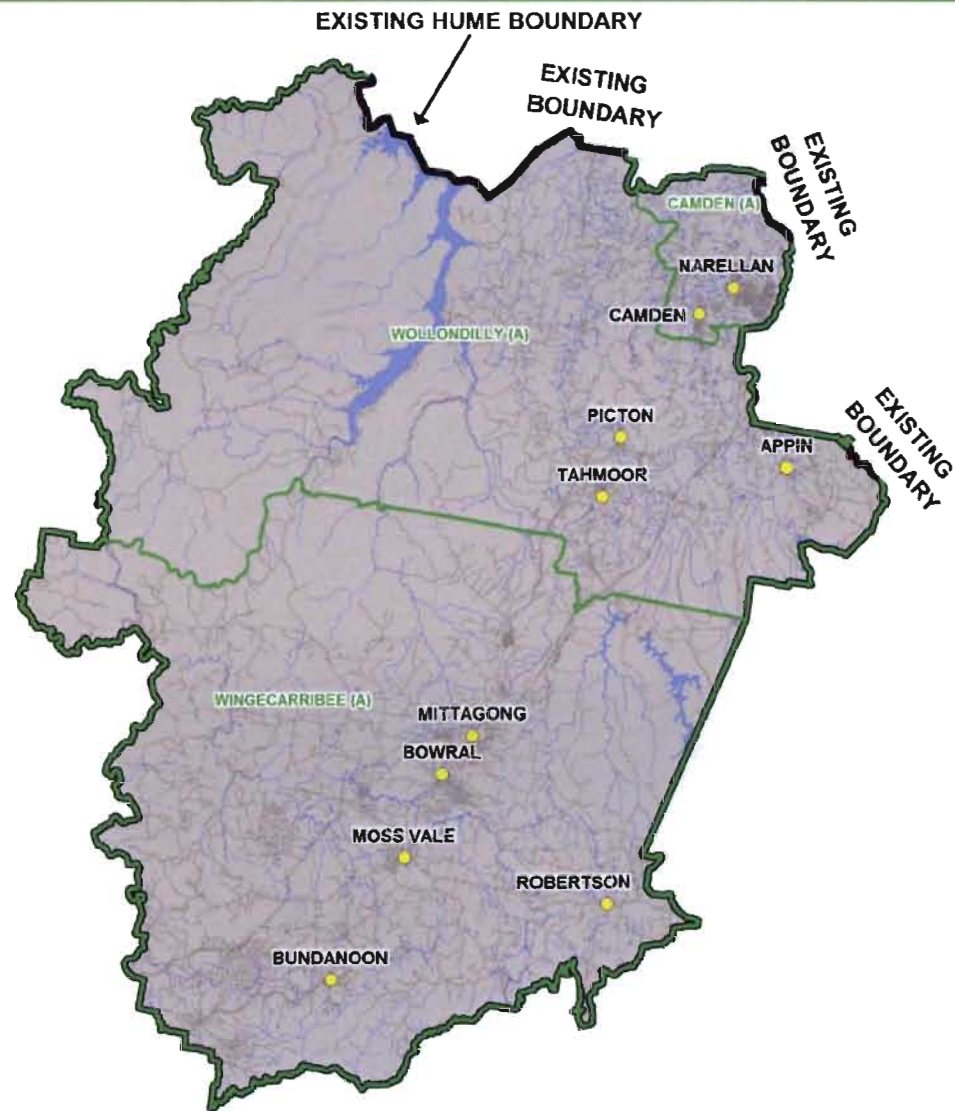 EXISTING HUME BOUNDARY
EXISTING
BOUNDARY
EXISTING
BOUNDARY
CAMDEN (A)
NARELLAN
CAMDEN
WOLLONDILLY (A)
EXISTING
BOUNDARY
PICTON
APPIN
TAHMOOR
WINGECARRIBEE (A)
MITTAGONG
BOWRAL
MOSS VALE
ROBERTSON
BUNDANOON